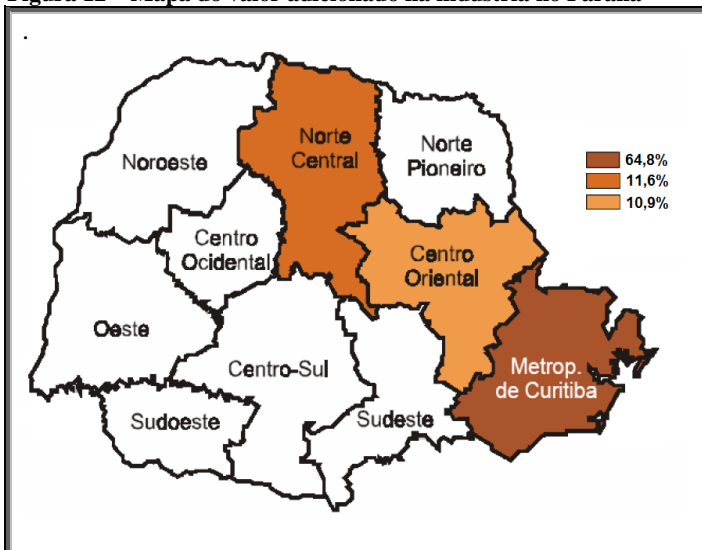 Figura 12 – Mapa do valor adicionado na indústria no Paraná
.
Norte
Central
Norte
Pioneiro
Noroeste
64,8%
11,6%
10,9%
Centro
Ocidental
Centro
Oriental
Oeste
Centro-Sul
Metrop.
de Curitiba
Sudoeste
Sudeste